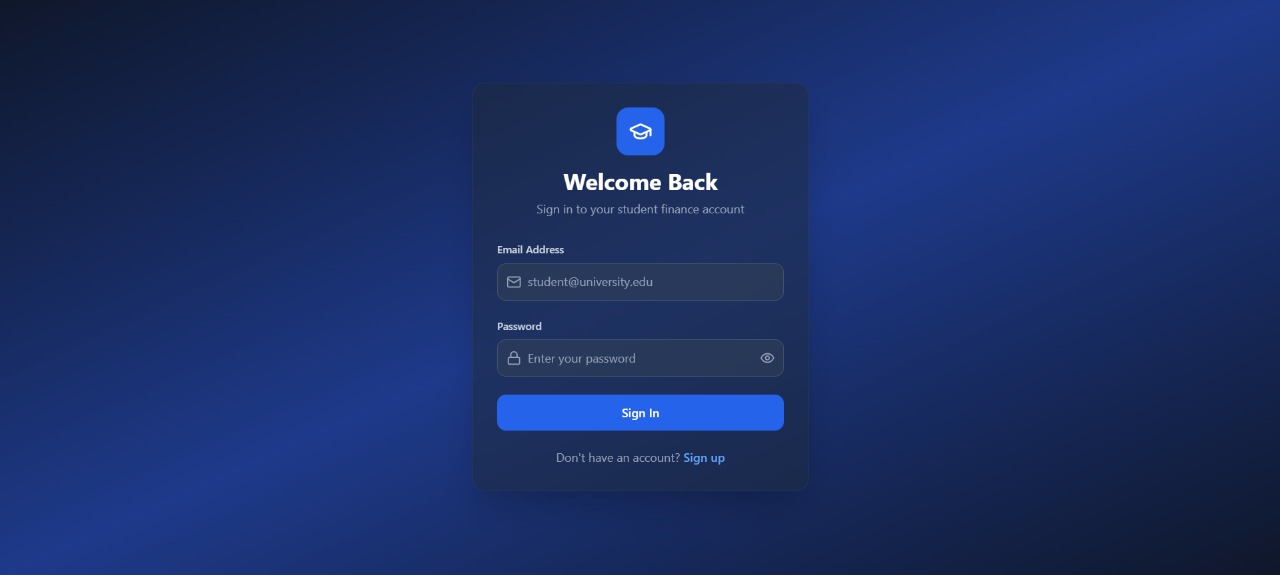 Welcome Back
Sign in to your student finance account
Email Address
student@university.edu
Password
Enter your password
Sign In
Don't have an account? Sign up